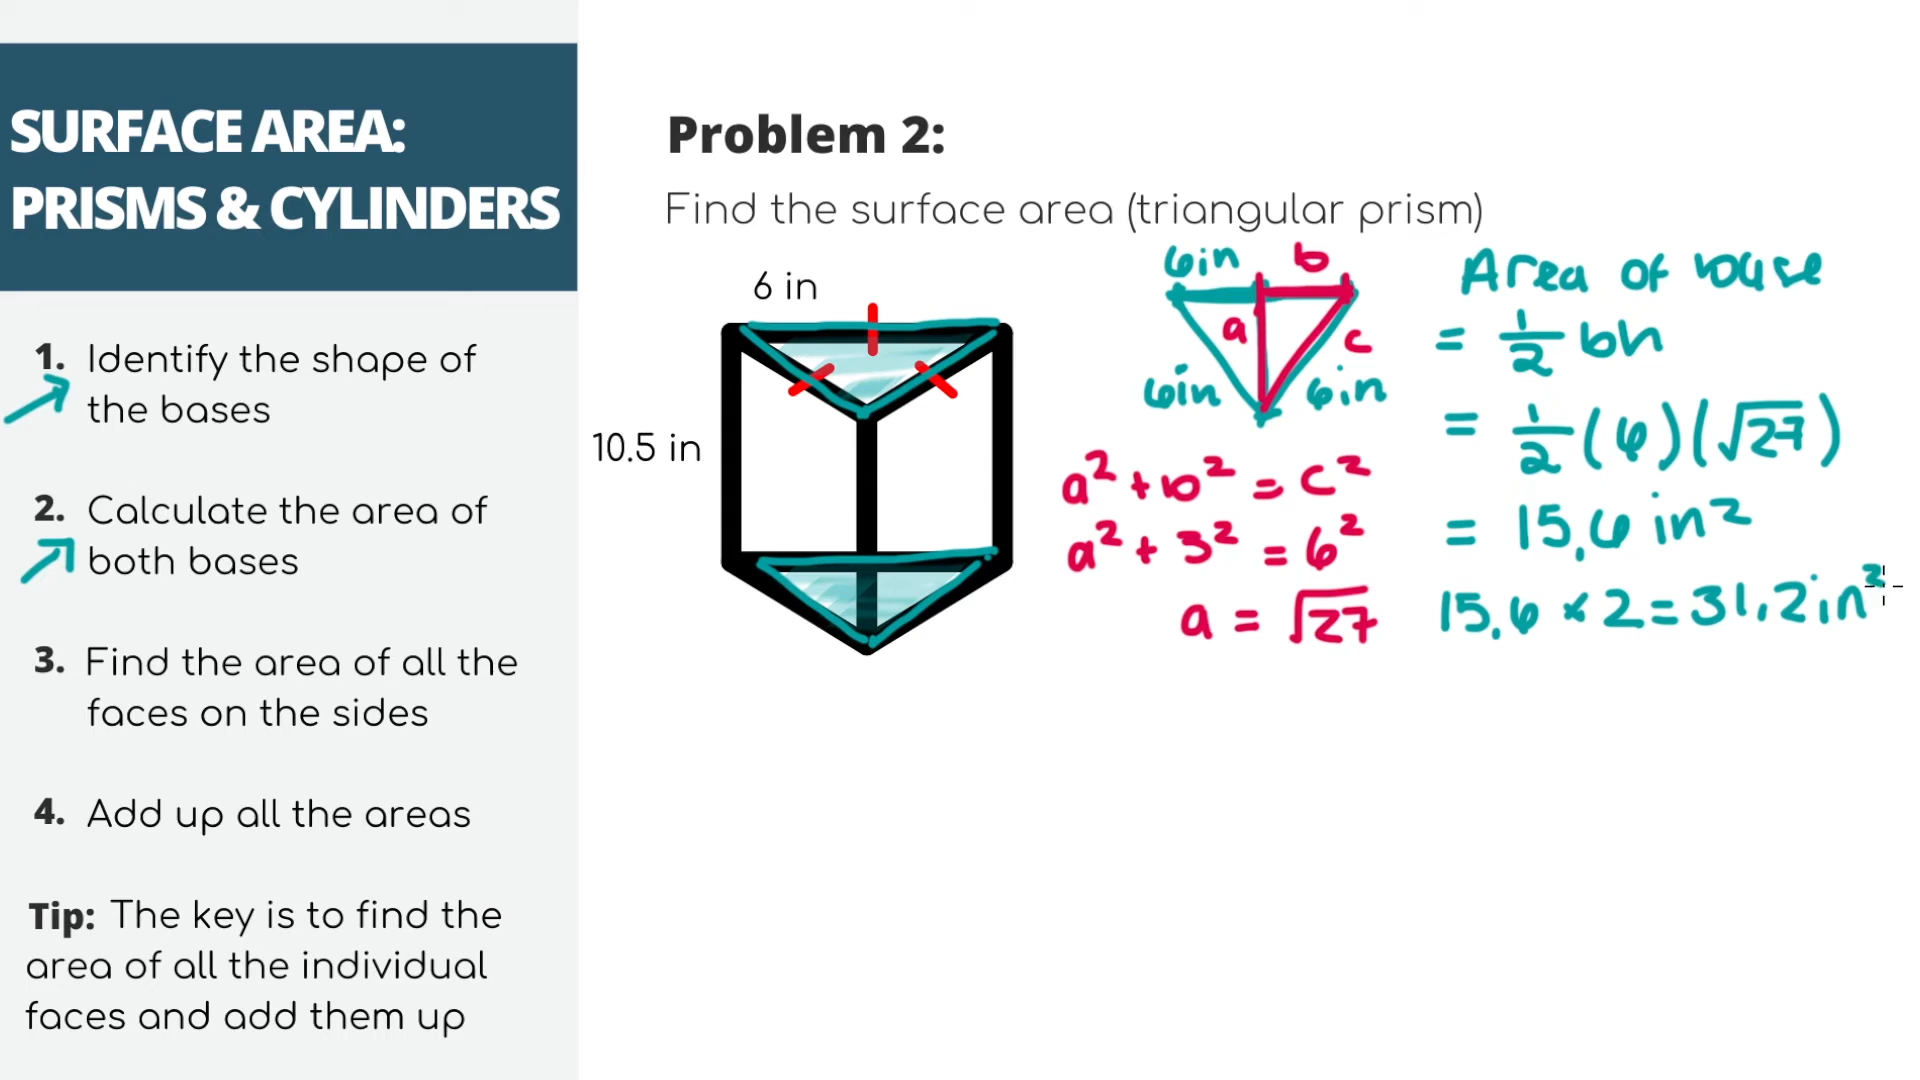 SURFACE AREA:
PRISMS & CYLINDERS
1. Identify the shape of
the bases
2. Calculate the area of
both bases
3. Find the area of all the
faces on the sides
4. Add up all the areas
Tip: The key is to find the
area of all the individual
faces and add them up
Problem 2:
Find the surface area (triangular prism)
6 in
10.5 in
6in b
a c
6in 6in
a² + b² = c²
a² + 3² = 6²
a = √27
Area of base
= 1/2 bh
= 1/2 (6)(√27)
= 15.6 in²
15.6 × 2 = 31.2 in²